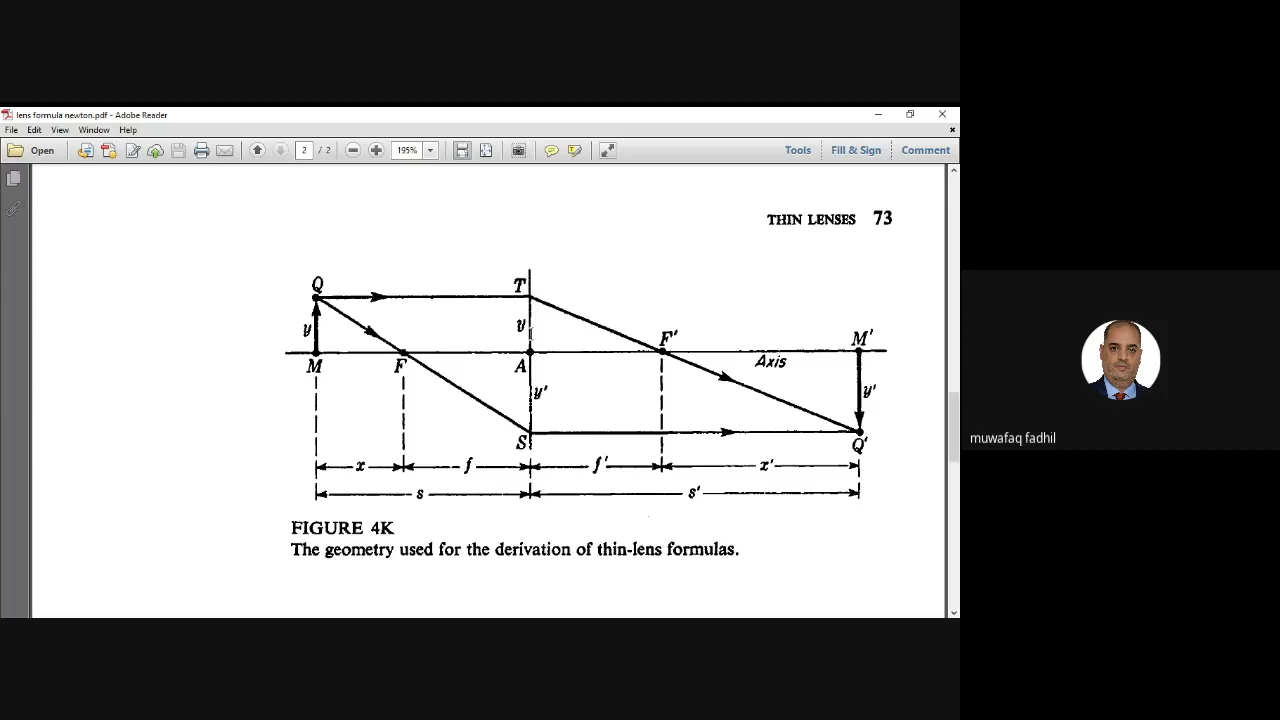 lens formula newton.pdf - Adobe Reader
File Edit View Window Help
Open 2 / 2 195% Tools Fill & Sign Comment
THIN LENSES 73
Q T
y y F' M'
Axis
M F A
y' y'
S Q'
x f f' x'
s s'
FIGURE 4K
The geometry used for the derivation of thin-lens formulas.
muwafaq fadhil